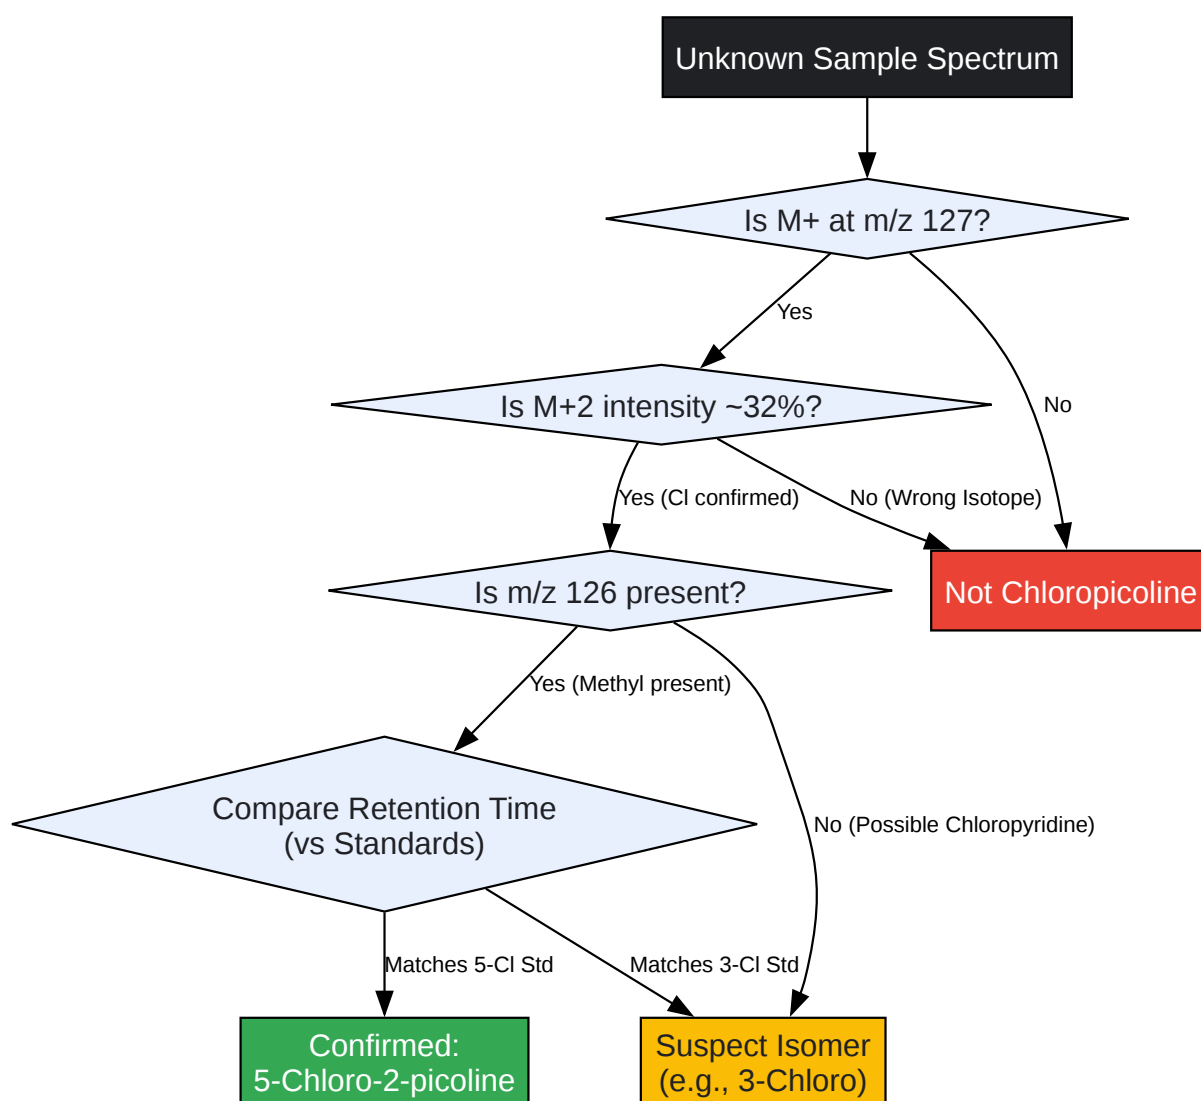 Unknown Sample Spectrum
Is M+ at m/z 127?
Yes
No
Is M+2 intensity ~32%?
Yes (Cl confirmed)
No (Wrong Isotope)
Is m/z 126 present?
Not Chloropicoline
Yes (Methyl present)
Compare Retention Time
(vs Standards)
No (Possible Chloropyridine)
Matches 5-Cl Std
Matches 3-Cl Std
Confirmed:
5-Chloro-2-picoline
Suspect Isomer
(e.g., 3-Chloro)